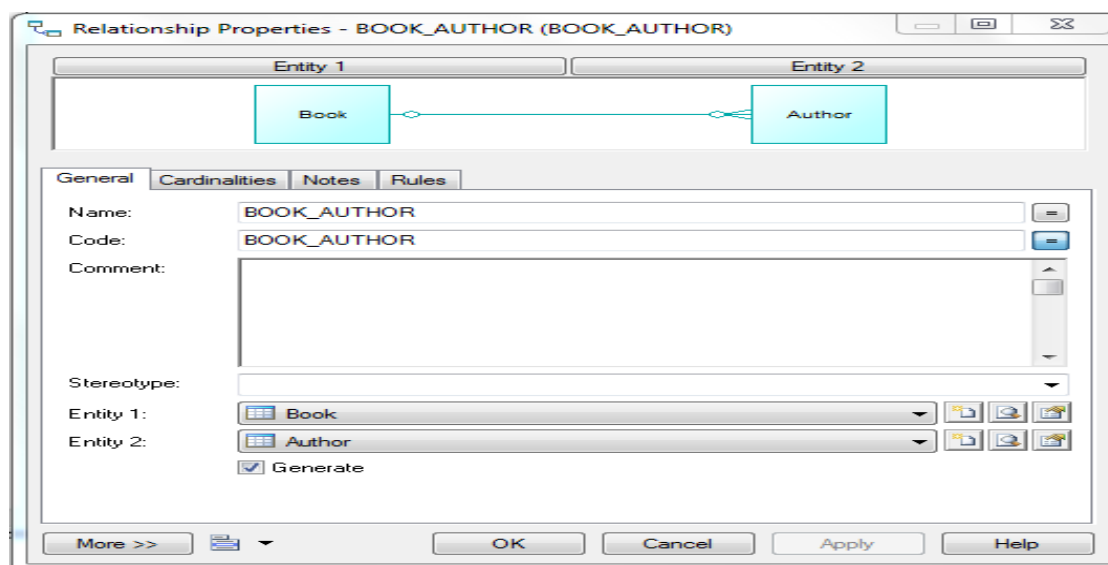 Relationship Properties - BOOK_AUTHOR (BOOK_AUTHOR)
Entity 1 Entity 2
Book Author
General Cardinalities Notes Rules
Name: BOOK_AUTHOR =
Code: BOOK_AUTHOR =
Comment:
Stereotype:
Entity 1: Book
Entity 2: Author
Generate
More >> OK Cancel Apply Help